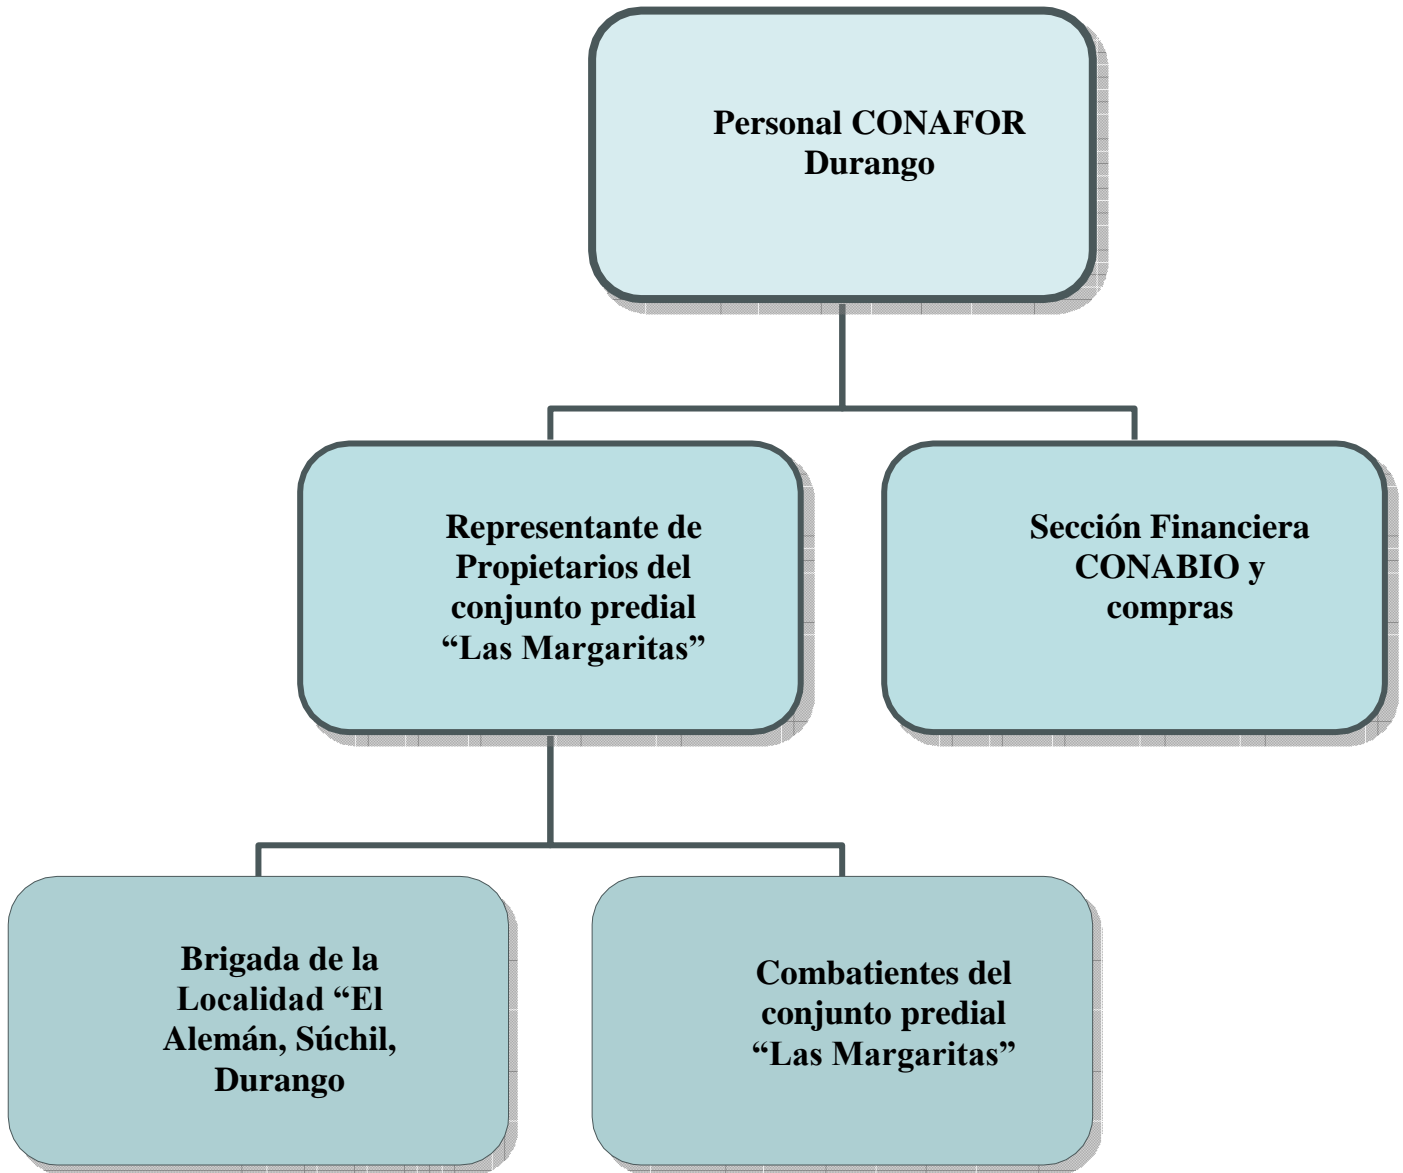 Personal CONAFOR
Durango
Representante de
Propietarios del
conjunto predial
“Las Margaritas”
Sección Financiera
CONABIO y
compras
Brigada de la
Localidad “El
Alemán, Súchil,
Durango
Combatientes del
conjunto predial
“Las Margaritas”